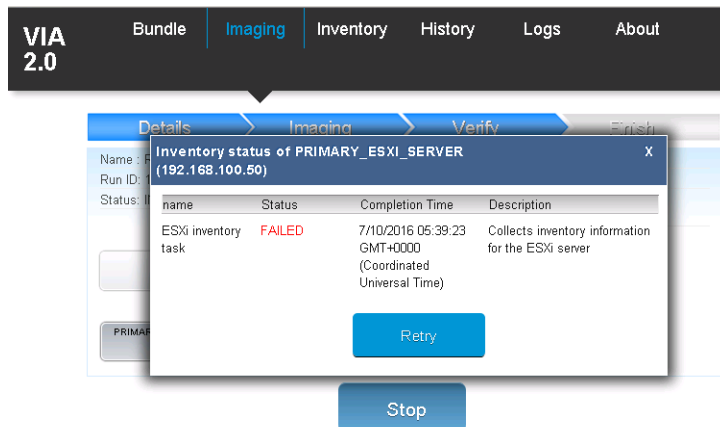 VIA
2.0
Bundle
Imaging
Inventory
History
Logs
About
Details
Imaging
Verify
Finish
Name :
Run ID:
Status:
Inventory status of PRIMARY_ESXI_SERVER
(192.168.100.50)
X
name Status Completion Time Description
ESXi inventory FAILED 7/10/2016 05:39:23 Collects inventory information
task GMT+0000 for the ESXi server
(Coordinated
Universal Time)
Retry
Stop